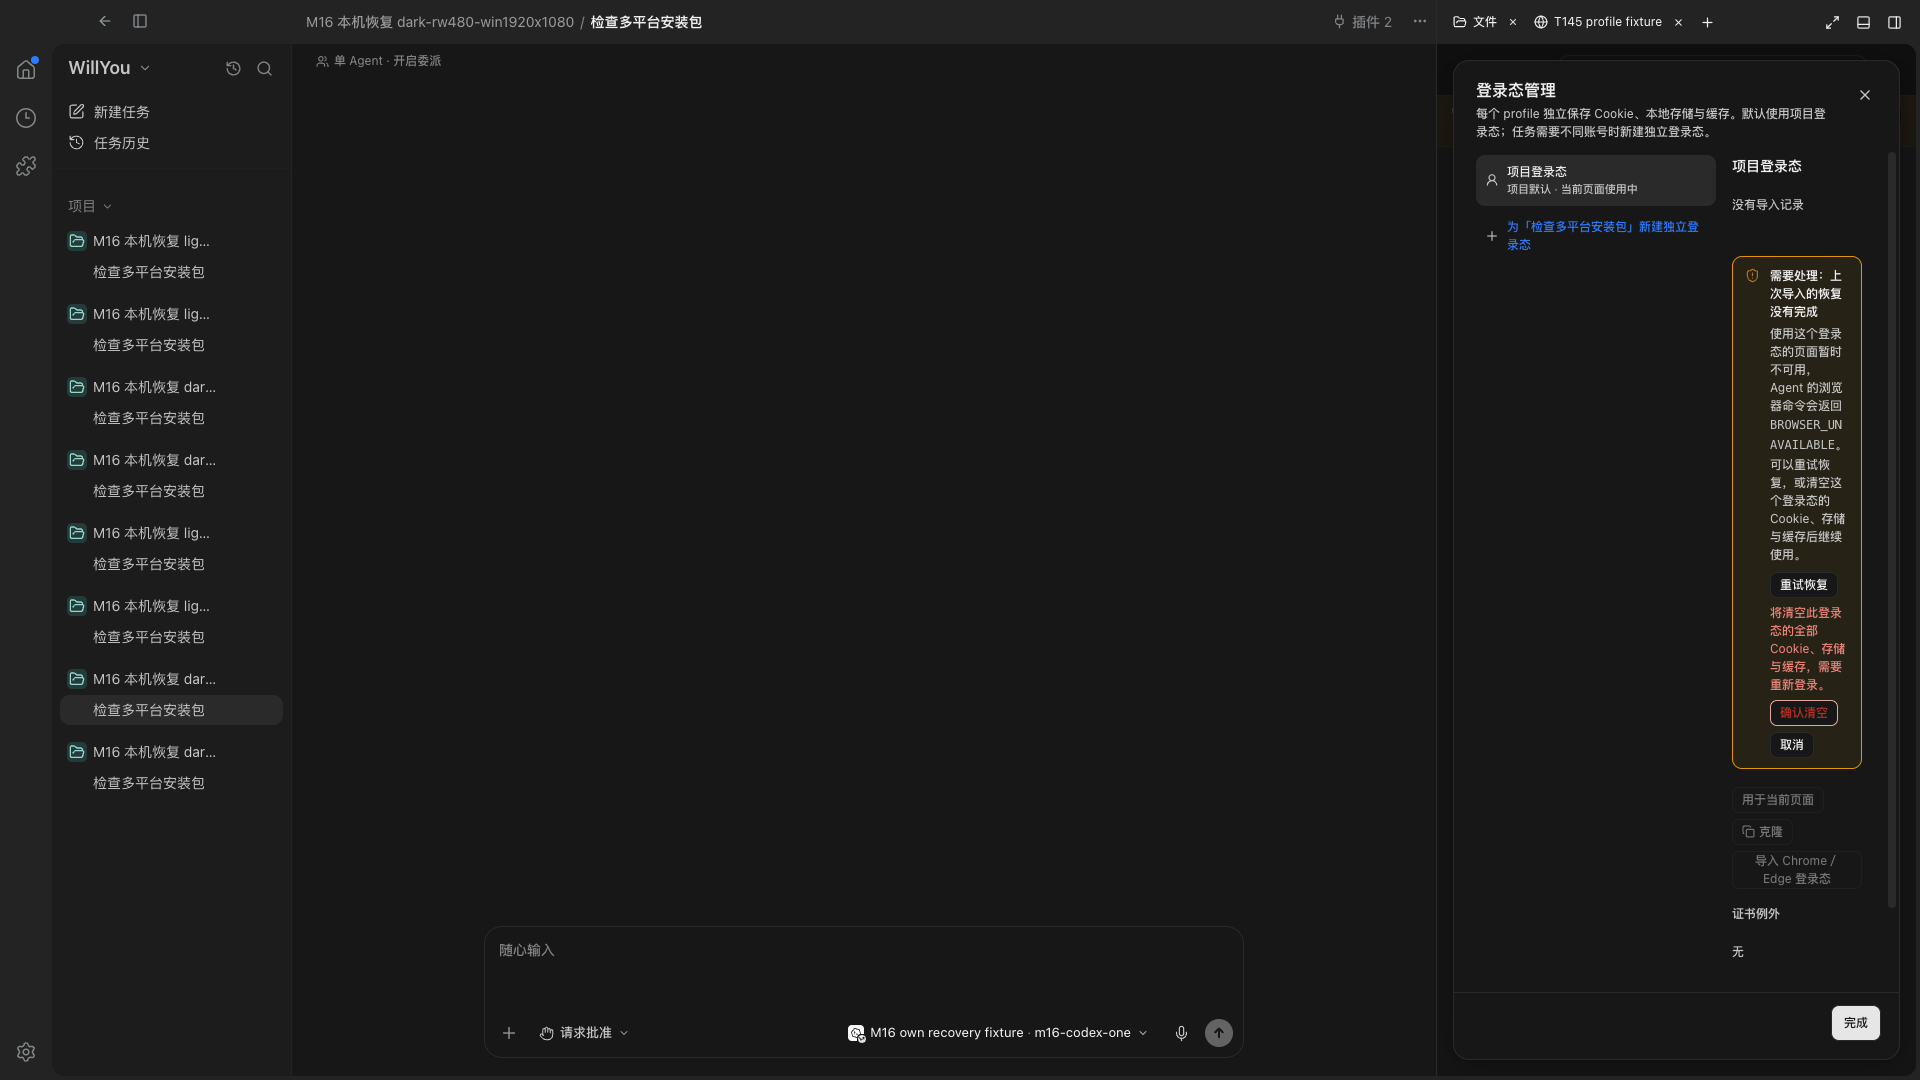 M16 本机恢复 dark-rw480-win1920x1080 / 检查多平台安装包
插件 2
文件
T145 profile fixture
WillYou
新建任务
任务历史
项目
M16 本机恢复 lig...
检查多平台安装包
M16 本机恢复 lig...
检查多平台安装包
M16 本机恢复 dar...
检查多平台安装包
M16 本机恢复 dar...
检查多平台安装包
M16 本机恢复 lig...
检查多平台安装包
M16 本机恢复 lig...
检查多平台安装包
M16 本机恢复 dar...
检查多平台安装包
M16 本机恢复 dar...
检查多平台安装包
单 Agent · 开启委派
随心输入
请求批准
M16 own recovery fixture · m16-codex-one
登录态管理
每个 profile 独立保存 Cookie、本地存储与缓存。默认使用项目登
录态；任务需要不同账号时新建独立登录态。
项目登录态
项目默认 · 当前页面使用中
为「检查多平台安装包」新建独立登
录态
项目登录态
没有导入记录
需要处理：上
次导入的恢复
没有完成
使用这个登录
态的页面暂时
不可用，
Agent 的浏览
器命令会返回
BROWSER_UN
AVAILABLE。
可以重试恢
复，或清空这
个登录态的
Cookie、存储
与缓存后继续
使用。
重试恢复
将清空此登录
态的全部
Cookie、存储
与缓存，需要
重新登录。
确认清空
取消
用于当前页面
克隆
导入 Chrome /
Edge 登录态
证书例外
无
完成